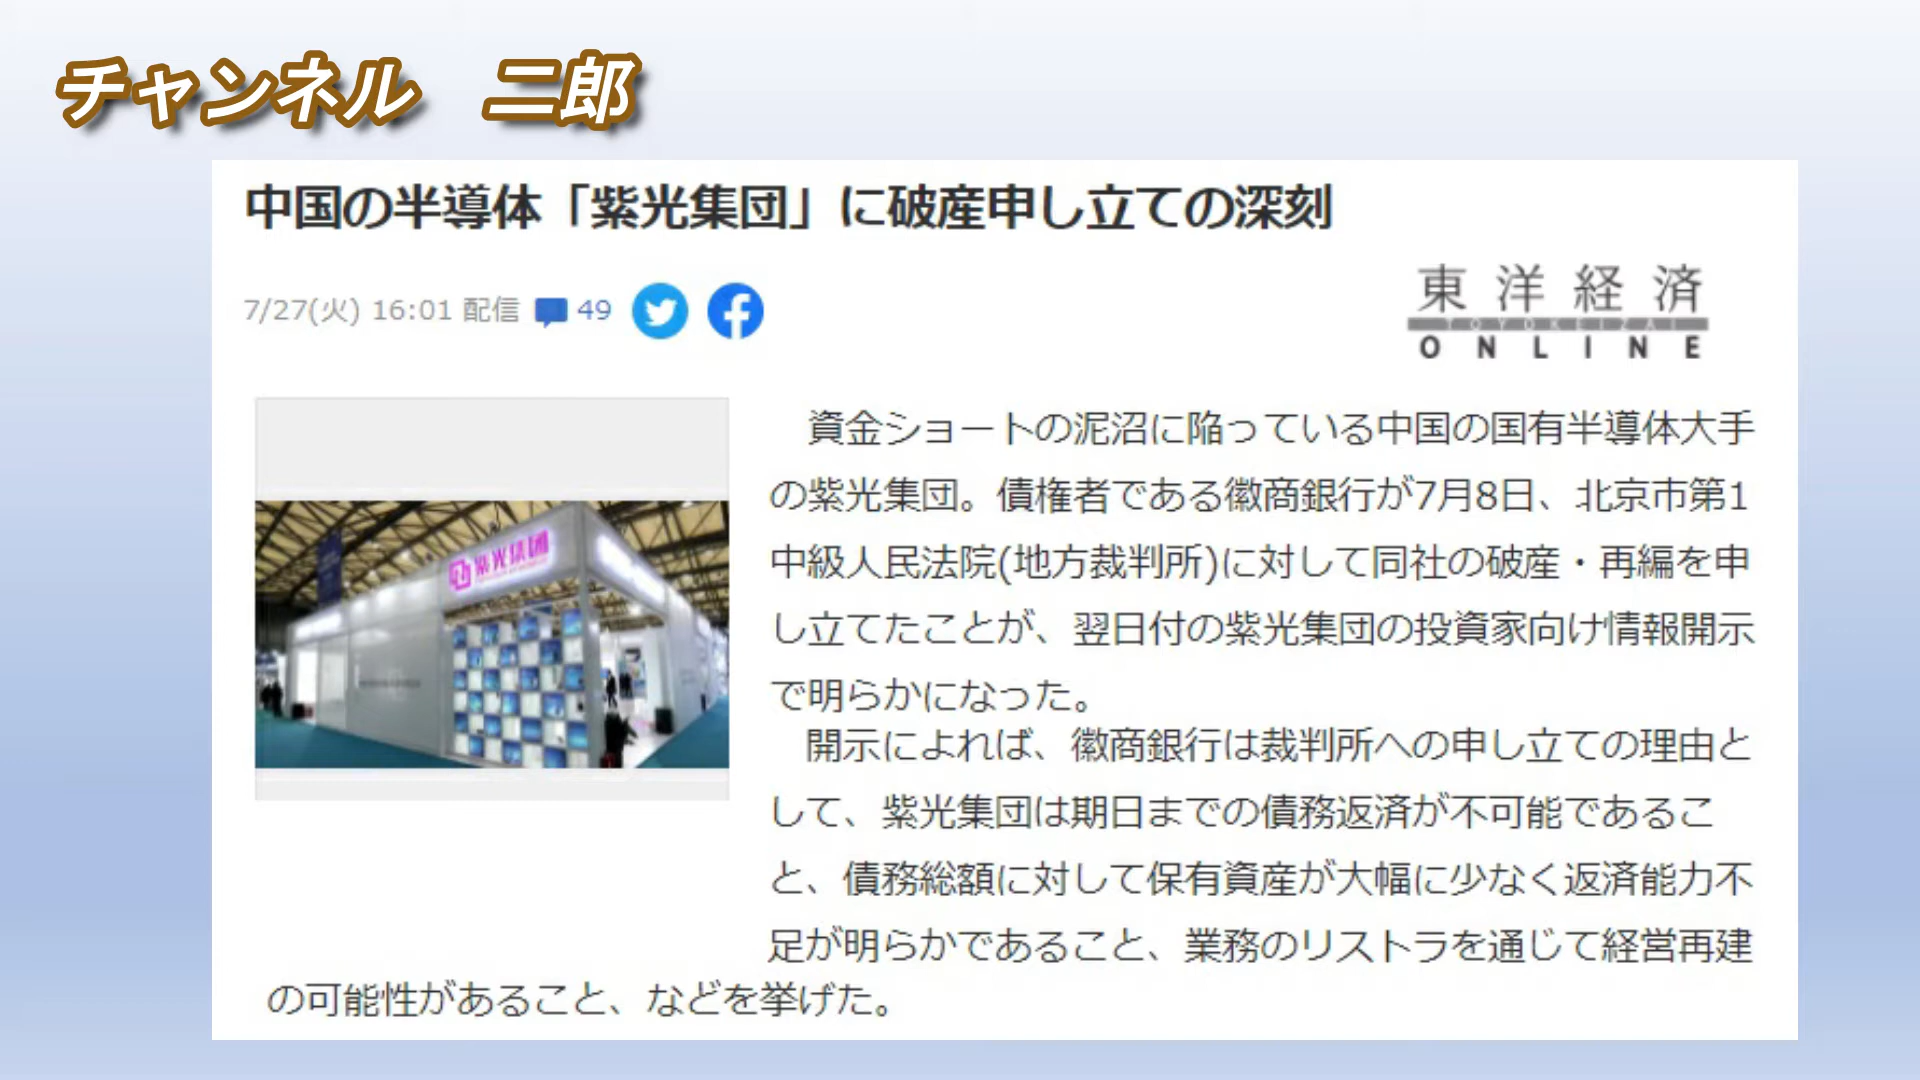 チャンネル　二郎
中国の半導体「紫光集団」に破産申し立ての深刻
7/27(火) 16:01 配信 49
東洋経済
TOYOKEIZAI
ONLINE
紫光集团
資金ショートの泥沼に陥っている中国の国有半導体大手
の紫光集団。債権者である徽商銀行が7月8日、北京市第1
中級人民法院(地方裁判所)に対して同社の破産・再編を申
し立てたことが、翌日付の紫光集団の投資家向け情報開示
で明らかになった。
開示によれば、徽商銀行は裁判所への申し立ての理由と
して、紫光集団は期日までの債務返済が不可能であるこ
と、債務総額に対して保有資産が大幅に少なく返済能力不
足が明らかであること、業務のリストラを通じて経営再建
の可能性があること、などを挙げた。